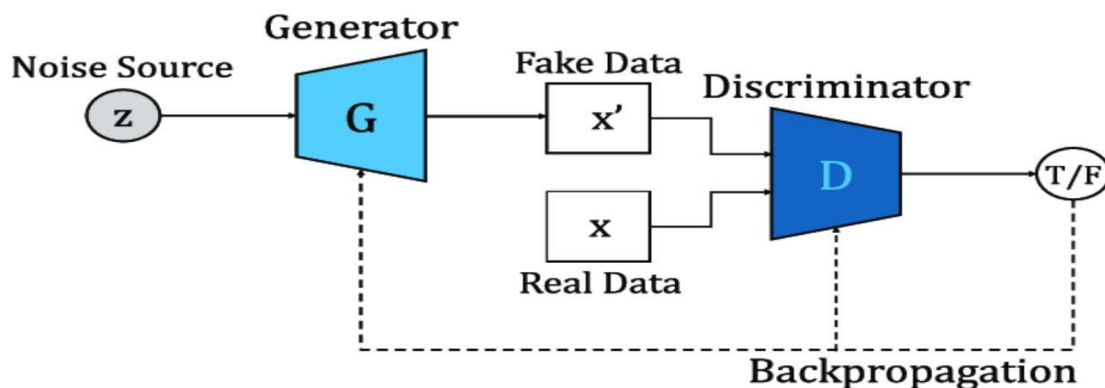 Generator
Noise Source
Fake Data
Discriminator
z
G
x’
D
T/F
x
Real Data
Backpropagation